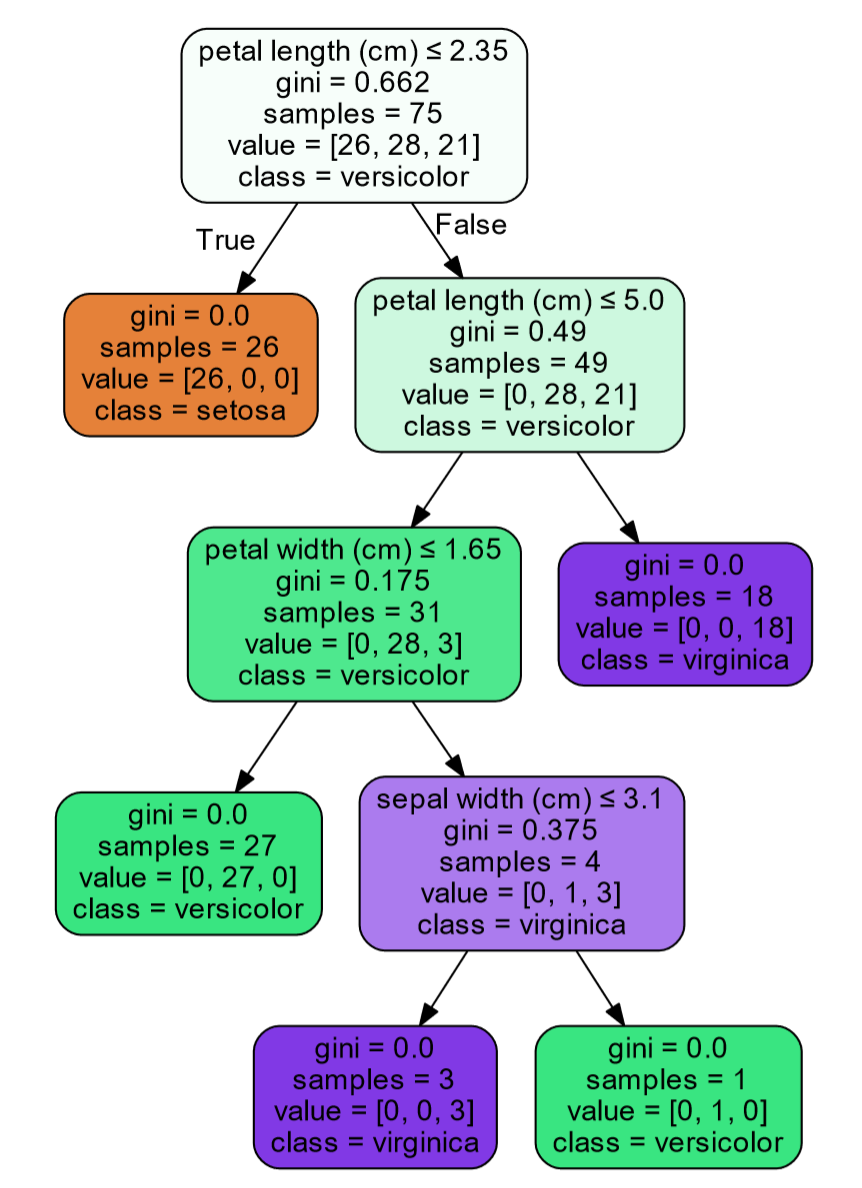 petal length (cm) ≤ 2.35
gini = 0.662
samples = 75
value = [26, 28, 21]
class = versicolor
True
False
gini = 0.0
samples = 26
value = [26, 0, 0]
class = setosa
petal length (cm) ≤ 5.0
gini = 0.49
samples = 49
value = [0, 28, 21]
class = versicolor
petal width (cm) ≤ 1.65
gini = 0.175
samples = 31
value = [0, 28, 3]
class = versicolor
gini = 0.0
samples = 18
value = [0, 0, 18]
class = virginica
gini = 0.0
samples = 27
value = [0, 27, 0]
class = versicolor
sepal width (cm) ≤ 3.1
gini = 0.375
samples = 4
value = [0, 1, 3]
class = virginica
gini = 0.0
samples = 3
value = [0, 0, 3]
class = virginica
gini = 0.0
samples = 1
value = [0, 1, 0]
class = versicolor